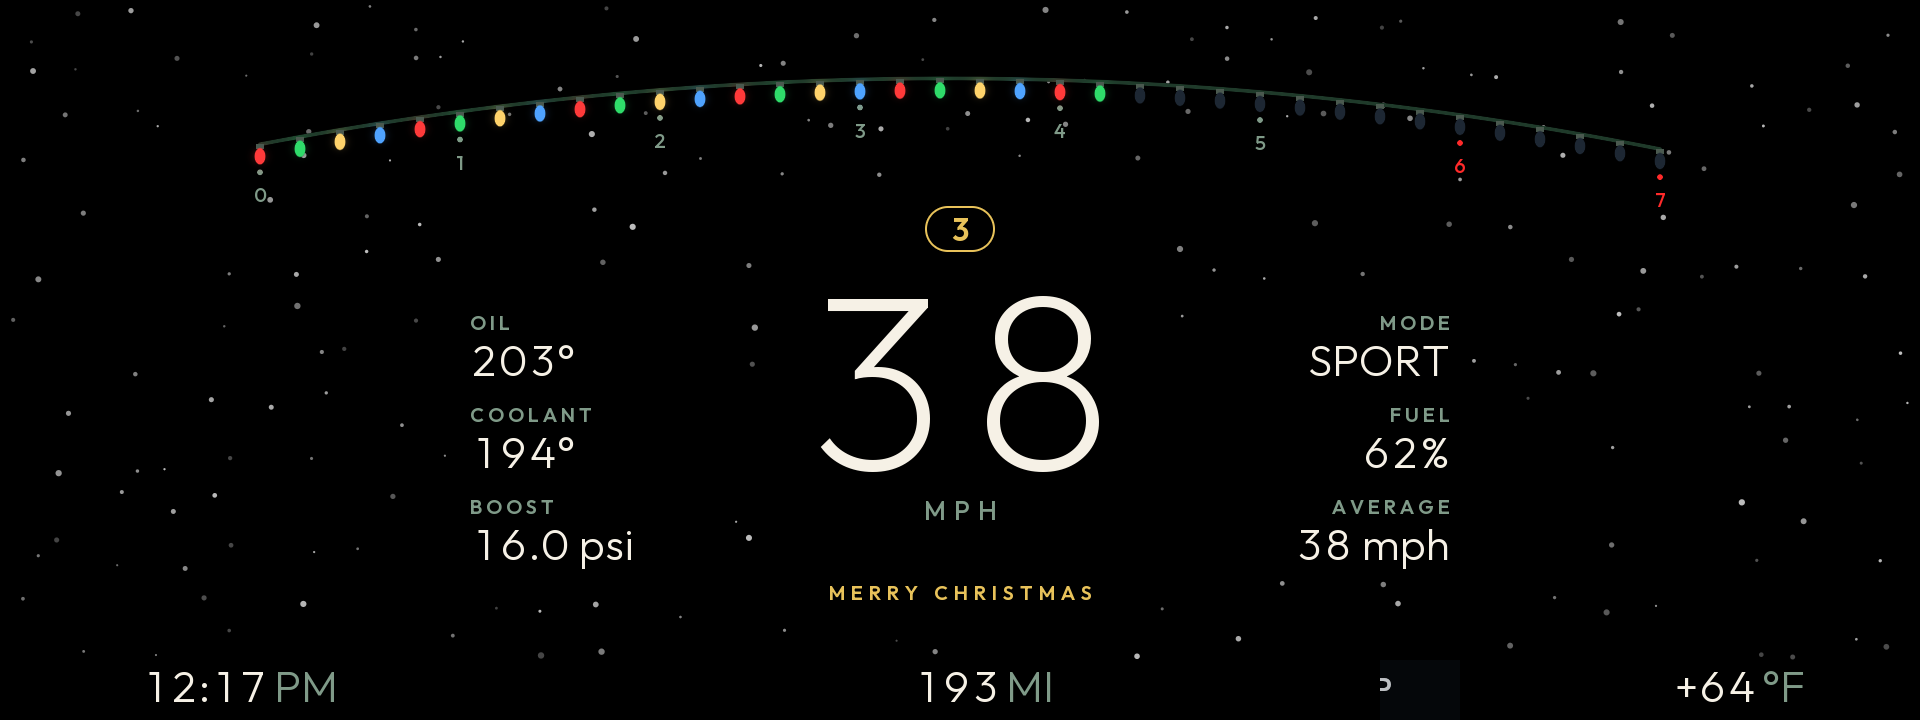 0 1 2 3 4 5 6 7
3
38
MPH
OIL
203°
COOLANT
194°
BOOST
16.0 psi
MODE
SPORT
FUEL
62%
AVERAGE
38 mph
MERRY CHRISTMAS
12:17 PM
193 MI
+64 °F